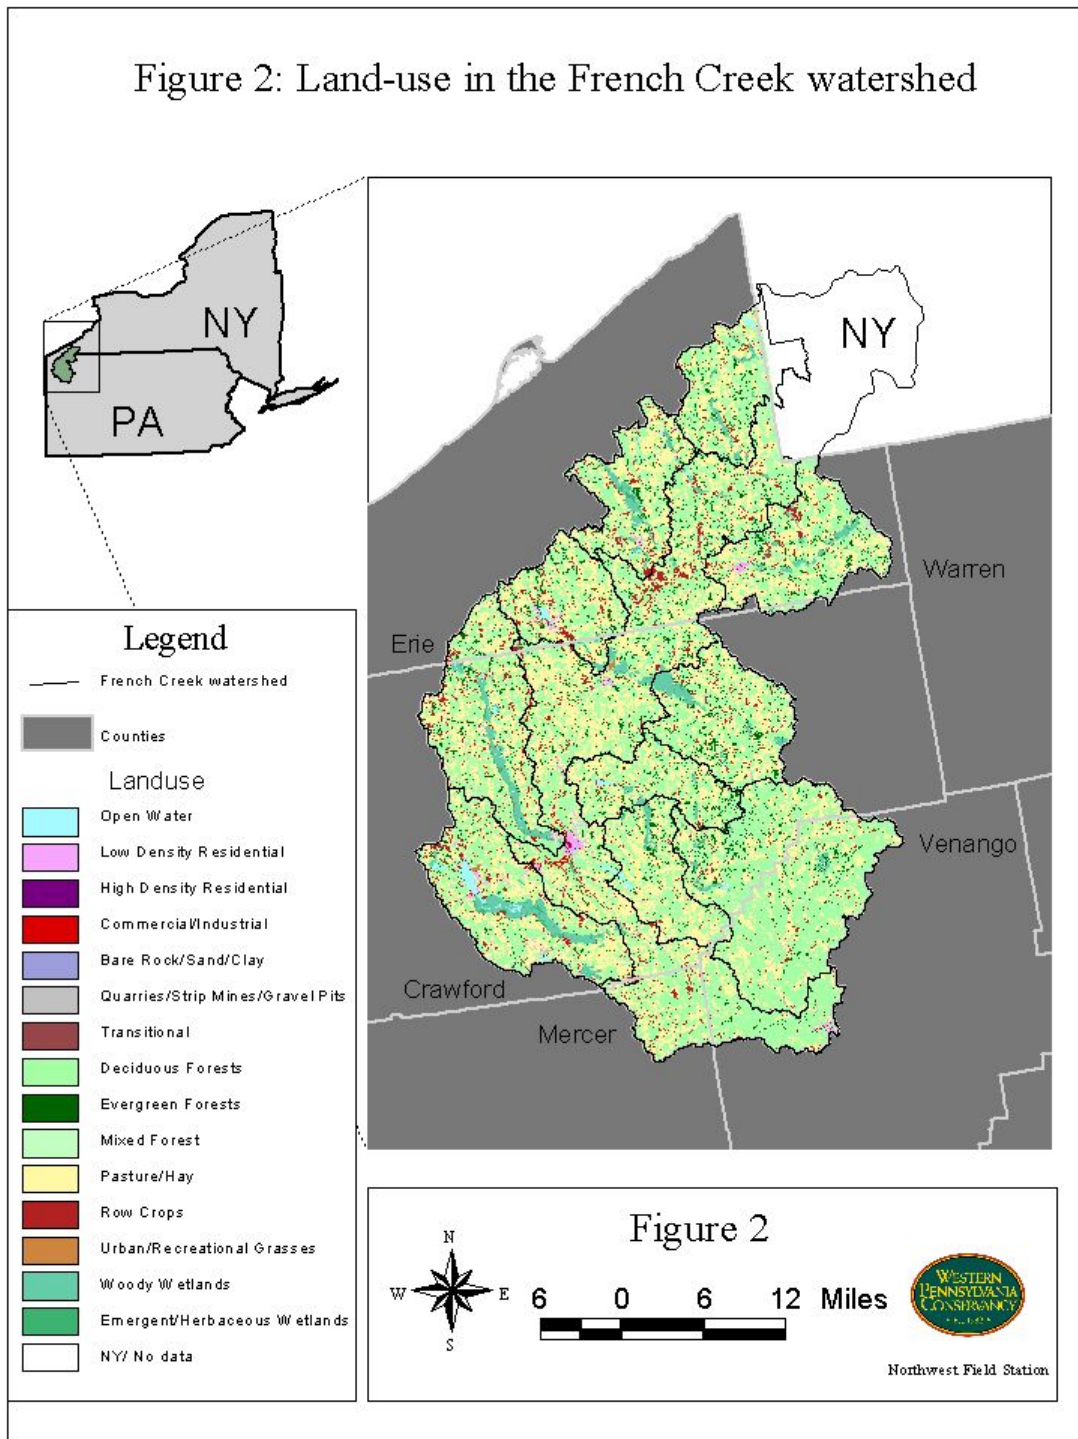 Figure 2: Land-use in the French Creek watershed
NY
PA
NY
Warren
Erie
Venango
Crawford
Mercer
Legend
French Creek watershed
Counties
Landuse
Open Water
Low Density Residential
High Density Residential
Commercial/Industrial
Bare Rock/Sand/Clay
Quarries/Strip Mines/Gravel Pits
Transitional
Deciduous Forests
Evergreen Forests
Mixed Forest
Pasture/Hay
Row Crops
Urban/Recreational Grasses
Woody Wetlands
Emergent/Herbaceous Wetlands
NY/ No data
Figure 2
N
W E
S
6 0 6 12 Miles
WESTERN
PENNSYLVANIA
CONSERVANCY
Northwest Field Station